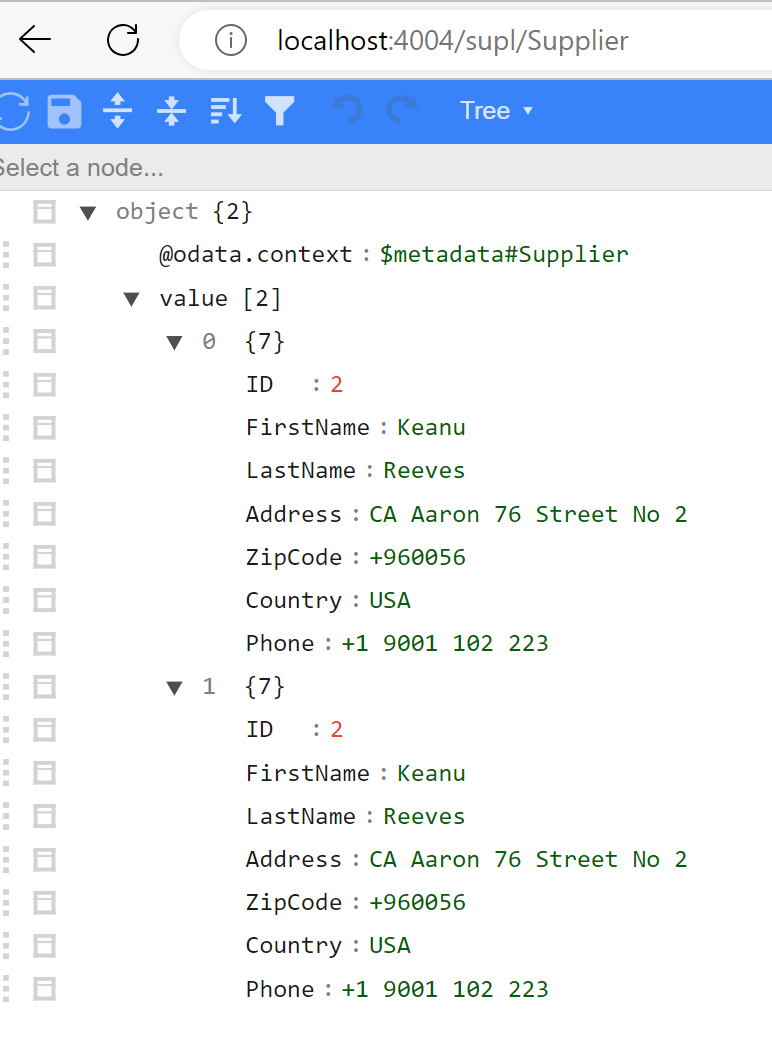 localhost:4004/supl/Supplier
Tree
Select a node...
object {2}
@odata.context : $metadata#Supplier
value [2]
0 {7}
ID : 2
FirstName : Keanu
LastName : Reeves
Address : CA Aaron 76 Street No 2
ZipCode : +960056
Country : USA
Phone : +1 9001 102 223
1 {7}
ID : 2
FirstName : Keanu
LastName : Reeves
Address : CA Aaron 76 Street No 2
ZipCode : +960056
Country : USA
Phone : +1 9001 102 223